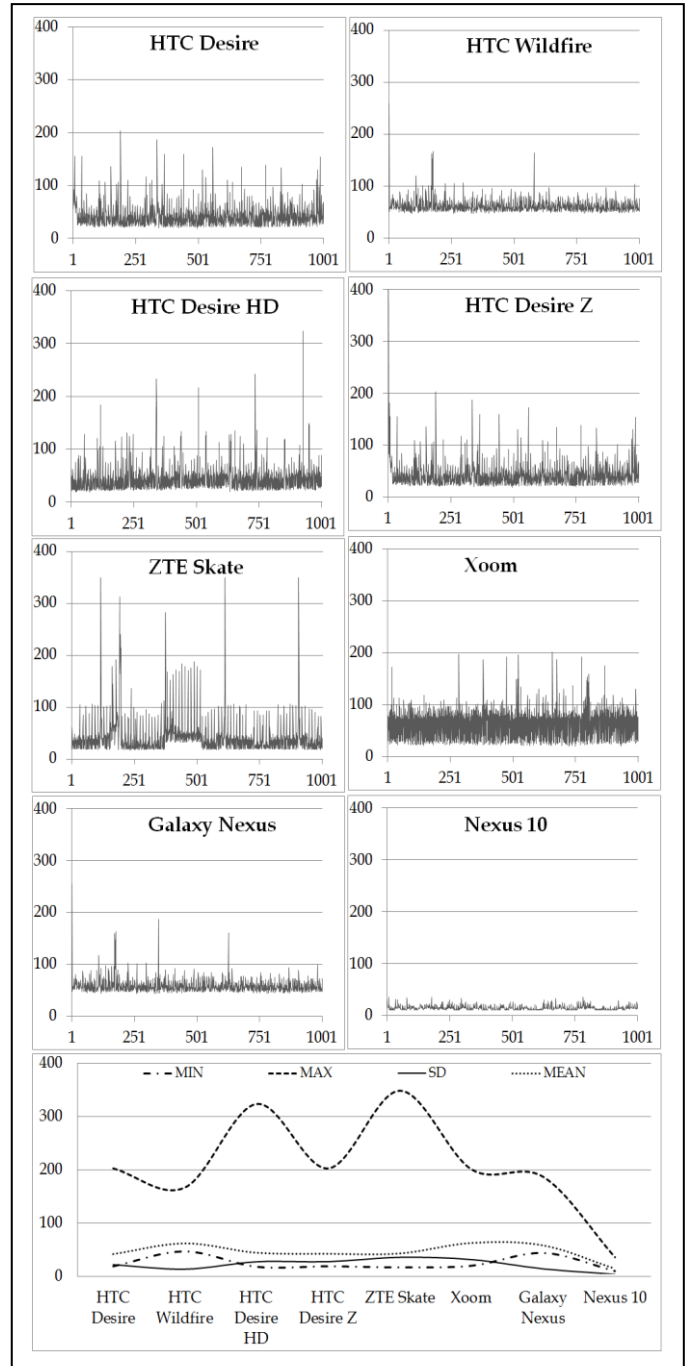 HTC Desire
400
300
200
100
0
1 251 501 751 1001
HTC Wildfire
400
300
200
100
0
1 251 501 751 1001
HTC Desire HD
400
300
200
100
0
1 251 501 751 1001
HTC Desire Z
400
300
200
100
0
1 251 501 751 1001
ZTE Skate
400
300
200
100
0
1 251 501 751 1001
Xoom
400
300
200
100
0
1 251 501 751 1001
Galaxy Nexus
400
300
200
100
0
1 251 501 751 1001
Nexus 10
400
300
200
100
0
1 251 501 751 1001
MIN MAX SD MEAN
400
300
200
100
0
HTC Desire
HTC Wildfire
HTC Desire HD
HTC Desire Z
ZTE Skate
Xoom
Galaxy Nexus
Nexus 10